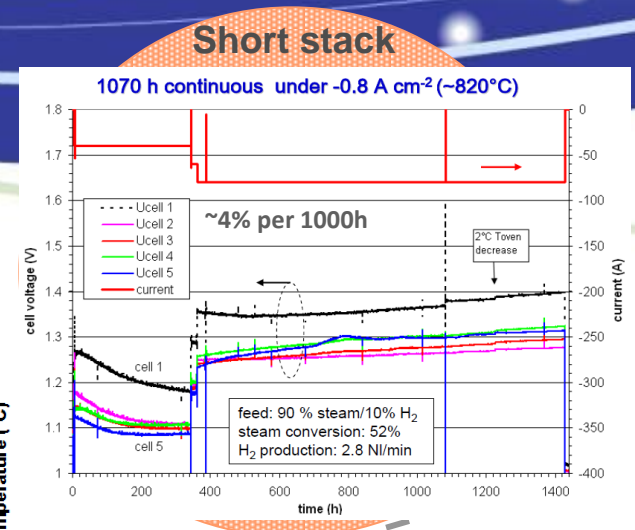 Short stack
1070 h continuous under -0.8 A cm-2 (~820°C)
1.8
1.7
1.6
1.5
1.4
1.3
1.2
1.1
1
cell voltage (V)
Ucell 1
Ucell 2
Ucell 3
Ucell 4
Ucell 5
current
~4% per 1000h
2°C Toven
decrease
cell 1
cell 5
feed: 90 % steam/10% H2
steam conversion: 52%
H2 production: 2.8 Nl/min
0
-50
-100
-150
-200
-250
-300
-350
-400
current (A)
0
200
400
600
800
1000
1200
1400
time (h)
mperature (°C)